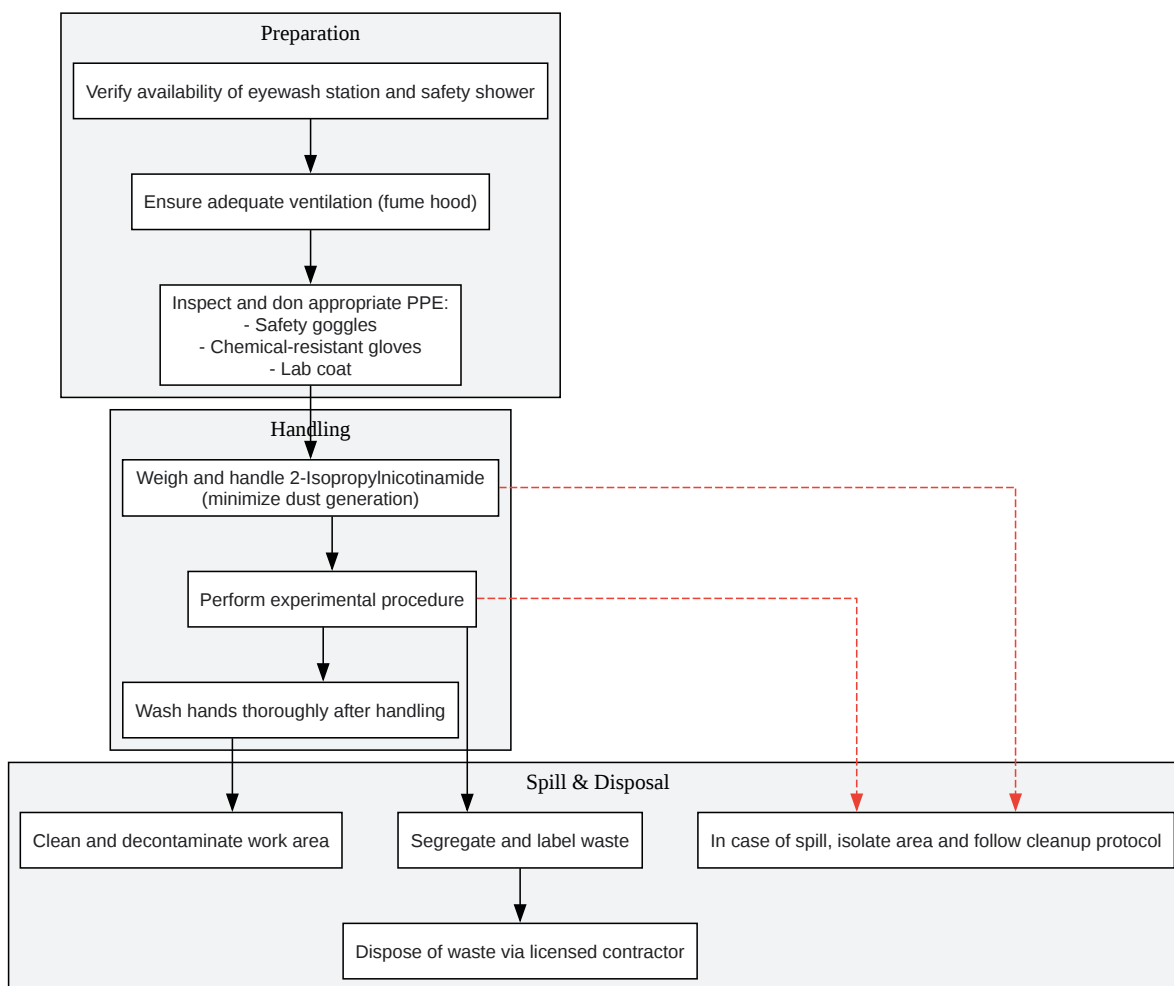 Preparation
Verify availability of eyewash station and safety shower
Ensure adequate ventilation (fume hood)
Inspect and don appropriate PPE:
- Safety goggles
- Chemical-resistant gloves
- Lab coat
Handling
Weigh and handle 2-Isopropylnicotinamide
(minimize dust generation)
Perform experimental procedure
Wash hands thoroughly after handling
Spill & Disposal
Clean and decontaminate work area
Segregate and label waste
In case of spill, isolate area and follow cleanup protocol
Dispose of waste via licensed contractor